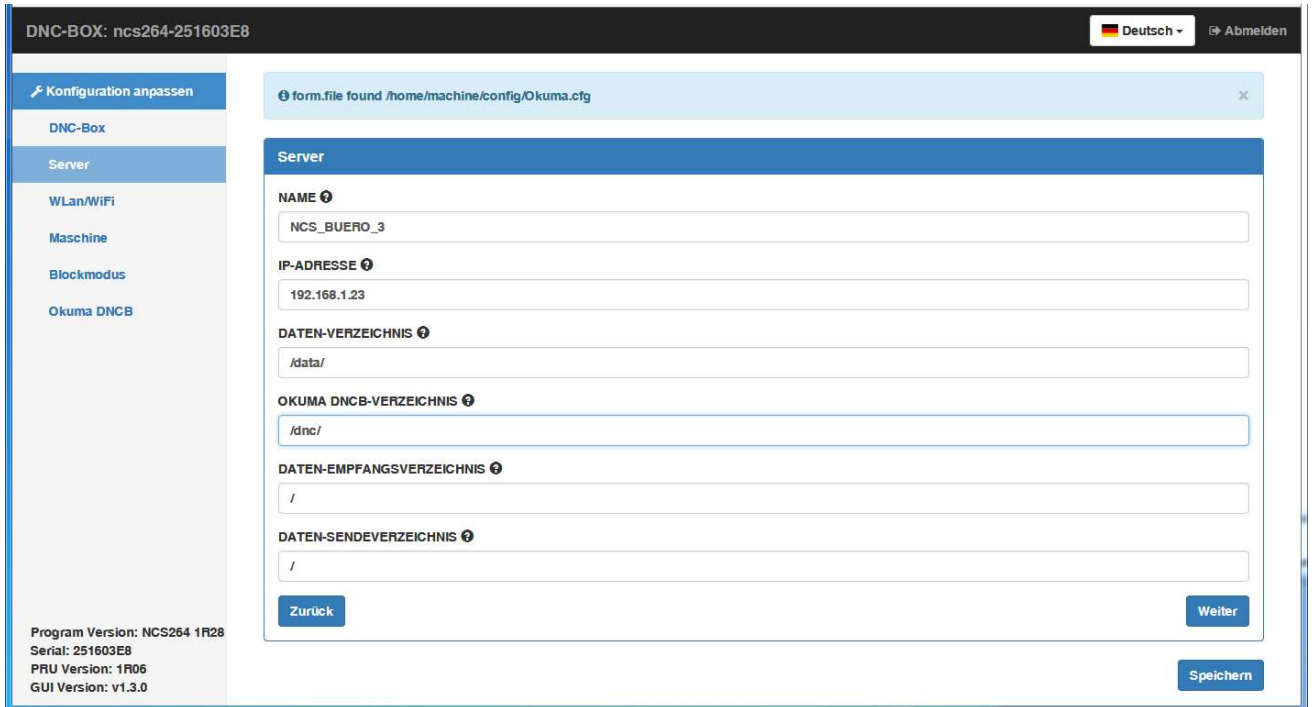 DNC-BOX: ncs264-251603E8
Deutsch
Abmelden
Konfiguration anpassen
DNC-Box
Server
WLan/WiFi
Maschine
Blockmodus
Okuma DNCB
Program Version: NCS264 1R28
Serial: 251603E8
PRU Version: 1R06
GUI Version: v1.3.0
form.file found /home/machine/config/Okuma.cfg
×
Server
NAME
NCS_BUERO_3
IP-ADRESSE
192.168.1.23
DATEN-VERZEICHNIS
/data/
OKUMA DNCB-VERZEICHNIS
/dnc/
DATEN-EMPFANGSVERZEICHNIS
/
DATEN-SENDEVERZEICHNIS
/
Zurück
Weiter
Speichern